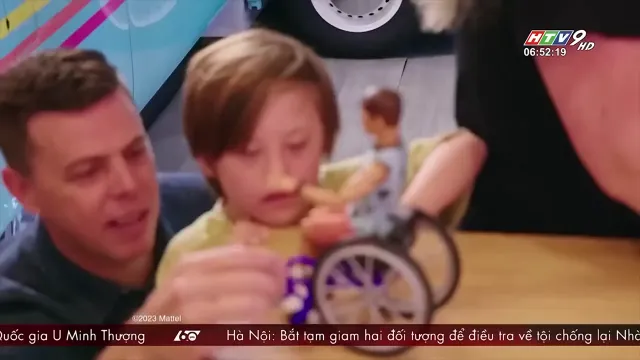 HTV9 HD
06:52:19
©2023 Mattel
Quốc gia U Minh Thượng 60 Hà Nội: Bắt tạm giam hai đối tượng để điều tra về tội chống lại Nhà